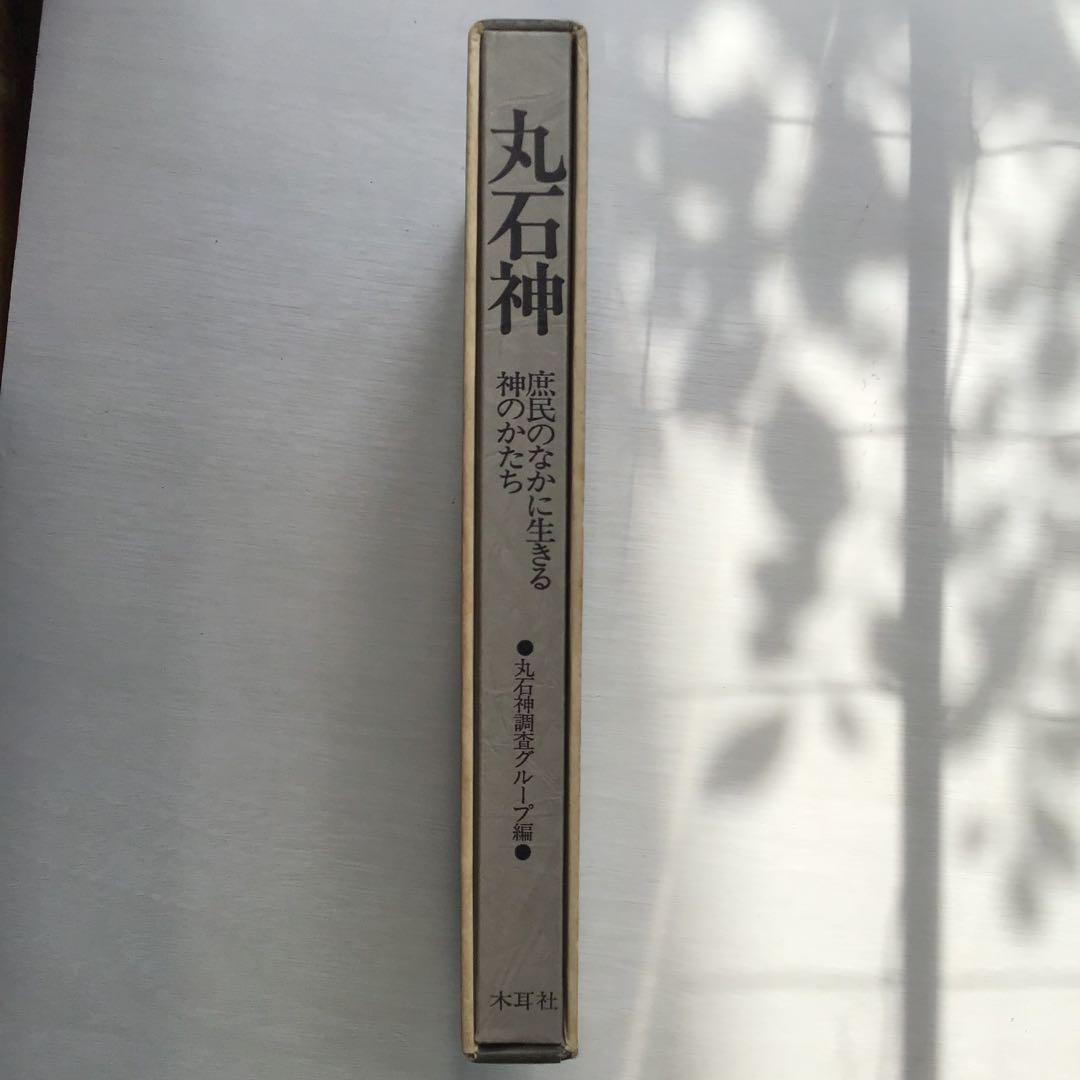 丸石神
庶民のなかに生きる
神のかたち
●丸石神調査グループ編●
木耳社